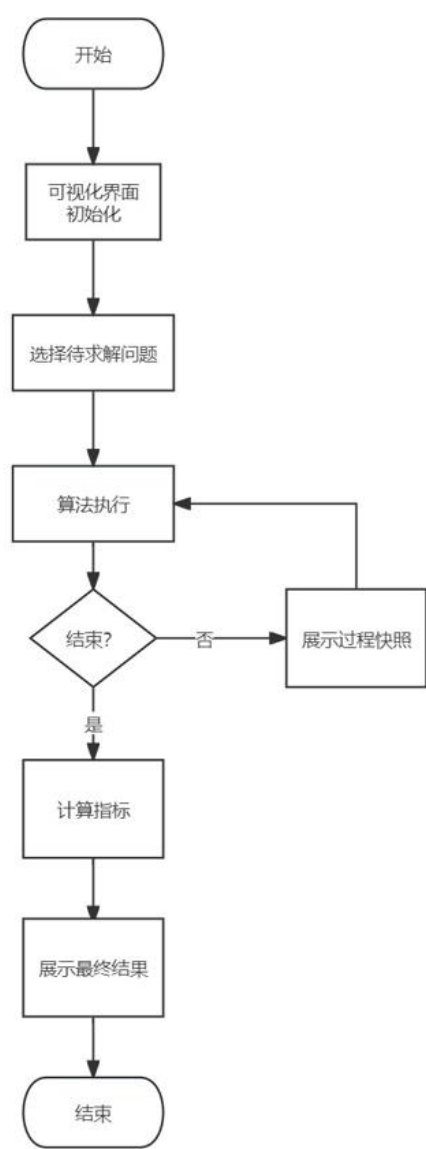 开始
可视化界面
初始化
选择待求解问题
算法执行
结束?
否
展示过程快照
是
计算指标
展示最终结果
结束